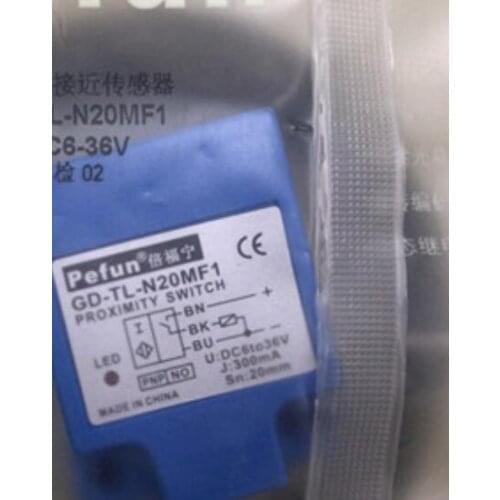 接近传感器
L-N20MF1
C6-36V
检 02
Pefun® 倍福宁
CE
GD-TL-N20MF1
PROXIMITY SWITCH
I
BN +
BK
BU -
LED
PNP NO
U:DC6to36V
J:300mA
Sn:20mm
MADE IN CHINA